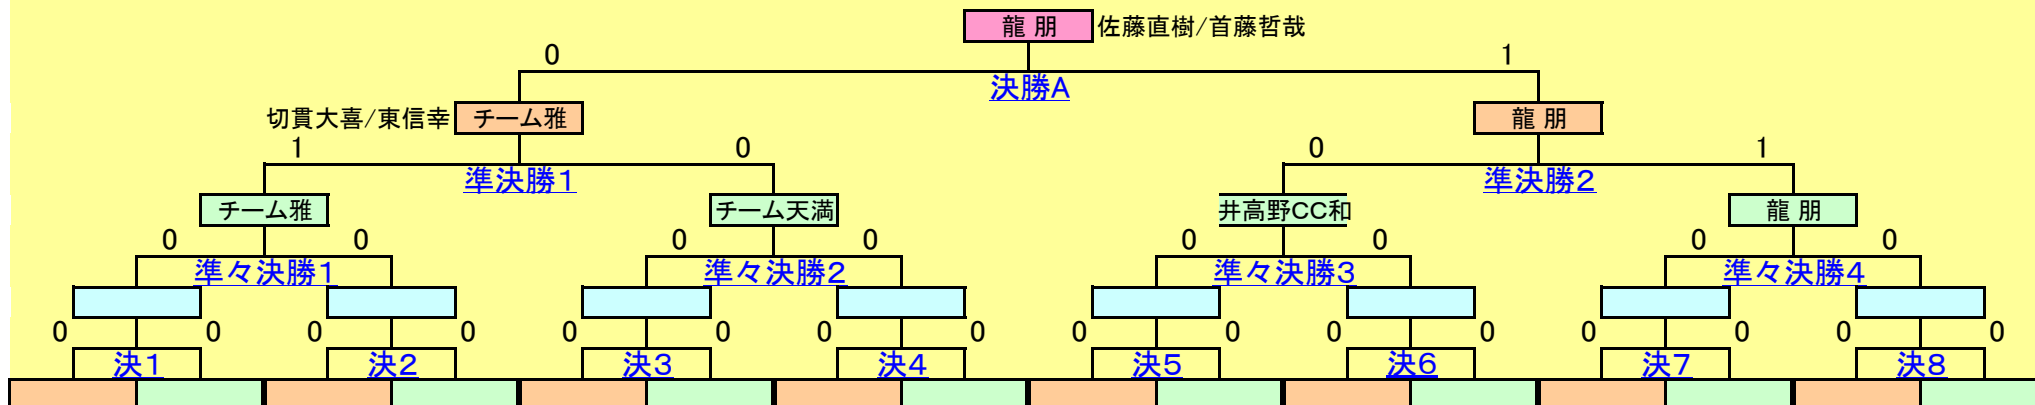 龍 朋 佐藤直樹/首藤哲哉
0 1
決勝A
切貫大喜/東信幸 チーム雅 龍 朋
1 0 0 1
準決勝1 準決勝2
チーム雅 チーム天満 井高野CC和 龍 朋
0 0 0 0 0 0 0 0
準々決勝1 準々決勝2 準々決勝3 準々決勝4
0 0 0 0 0 0 0 0 0 0 0 0 0 0 0 0
決1 決2 決3 決4 決5 決6 決7 決8